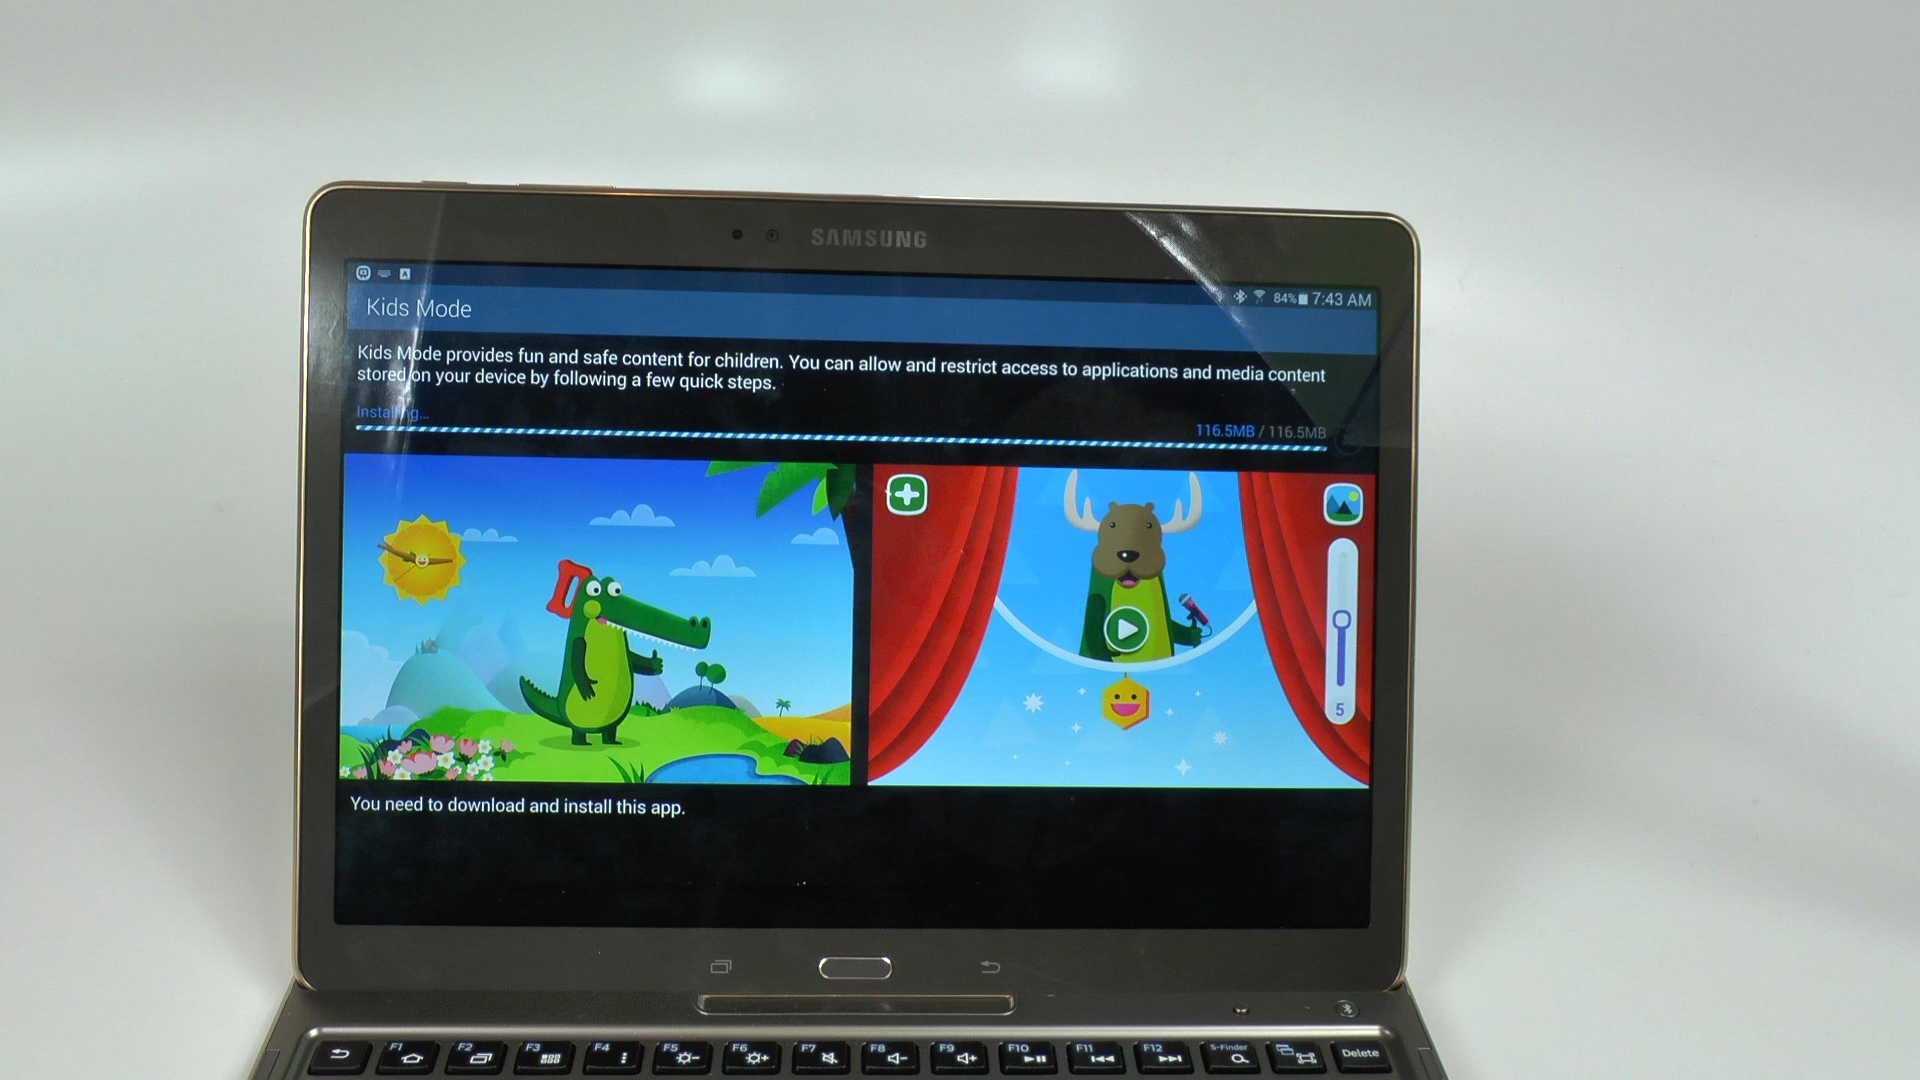 SAMSUNG
84% 7:43 AM
Kids Mode
Kids Mode provides fun and safe content for children. You can allow and restrict access to applications and media content
stored on your device by following a few quick steps.
Installing...
116.5MB / 116.5MB
5
You need to download and install this app.
F1 F2 F3 F4 F5 F6 F7 F8 F9 F10 F11 F12 S-Finder Delete